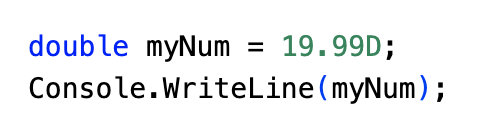 double myNum = 19.99D;
Console.WriteLine(myNum);